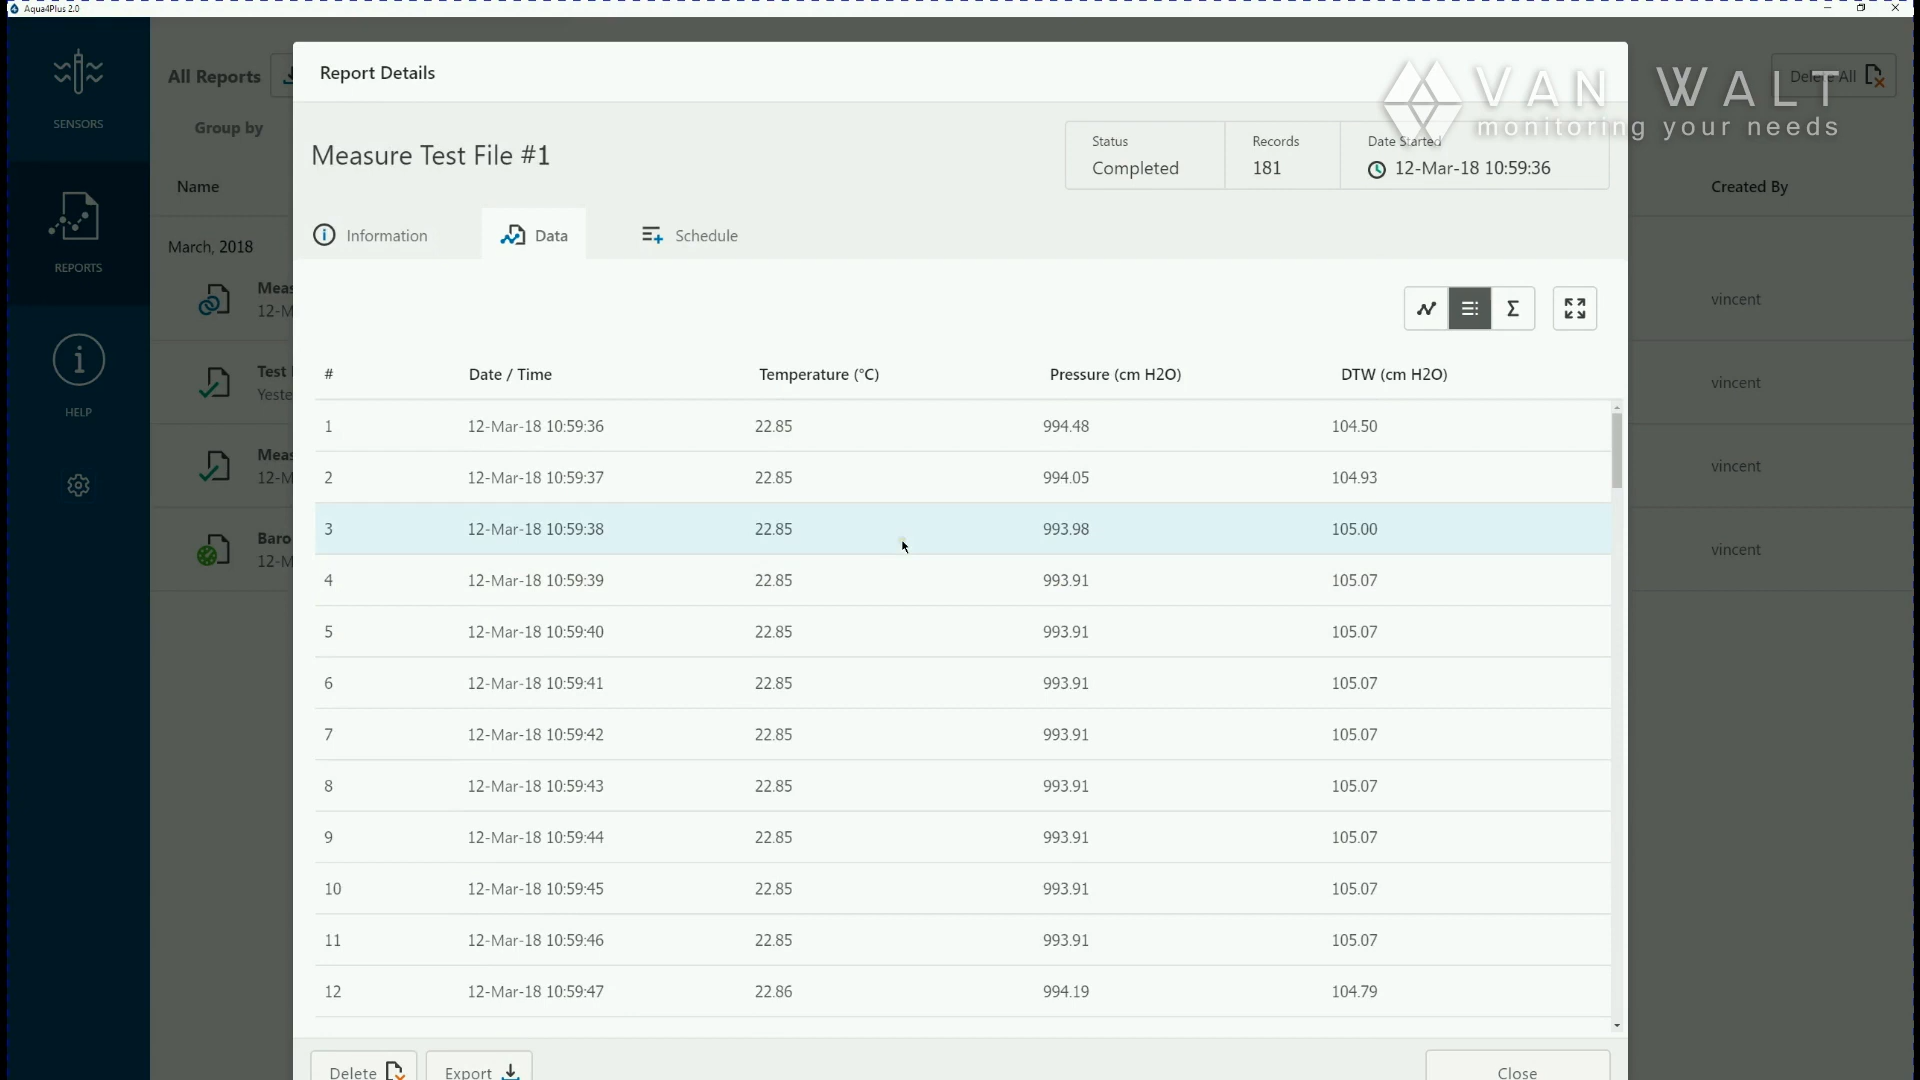 Aqua4Plus 2.0
SENSORS
REPORTS
HELP
All Reports
Delete All
Group by
Name
Created By
March, 2018
Meas
12-M
vincent
Test
Yeste
vincent
Meas
12-M
vincent
Baro
12-M
vincent
VAN WALT
monitoring your needs
Report Details
Measure Test File #1
Status
Completed
Records
181
Date Started
12-Mar-18 10:59:36
Information
Data
Schedule
Σ
# Date / Time Temperature (°C) Pressure (cm H2O) DTW (cm H2O)
1 12-Mar-18 10:59:36 22.85 994.48 104.50
2 12-Mar-18 10:59:37 22.85 994.05 104.93
3 12-Mar-18 10:59:38 22.85 993.98 105.00
4 12-Mar-18 10:59:39 22.85 993.91 105.07
5 12-Mar-18 10:59:40 22.85 993.91 105.07
6 12-Mar-18 10:59:41 22.85 993.91 105.07
7 12-Mar-18 10:59:42 22.85 993.91 105.07
8 12-Mar-18 10:59:43 22.85 993.91 105.07
9 12-Mar-18 10:59:44 22.85 993.91 105.07
10 12-Mar-18 10:59:45 22.85 993.91 105.07
11 12-Mar-18 10:59:46 22.85 993.91 105.07
12 12-Mar-18 10:59:47 22.86 994.19 104.79
Delete
Export
Close